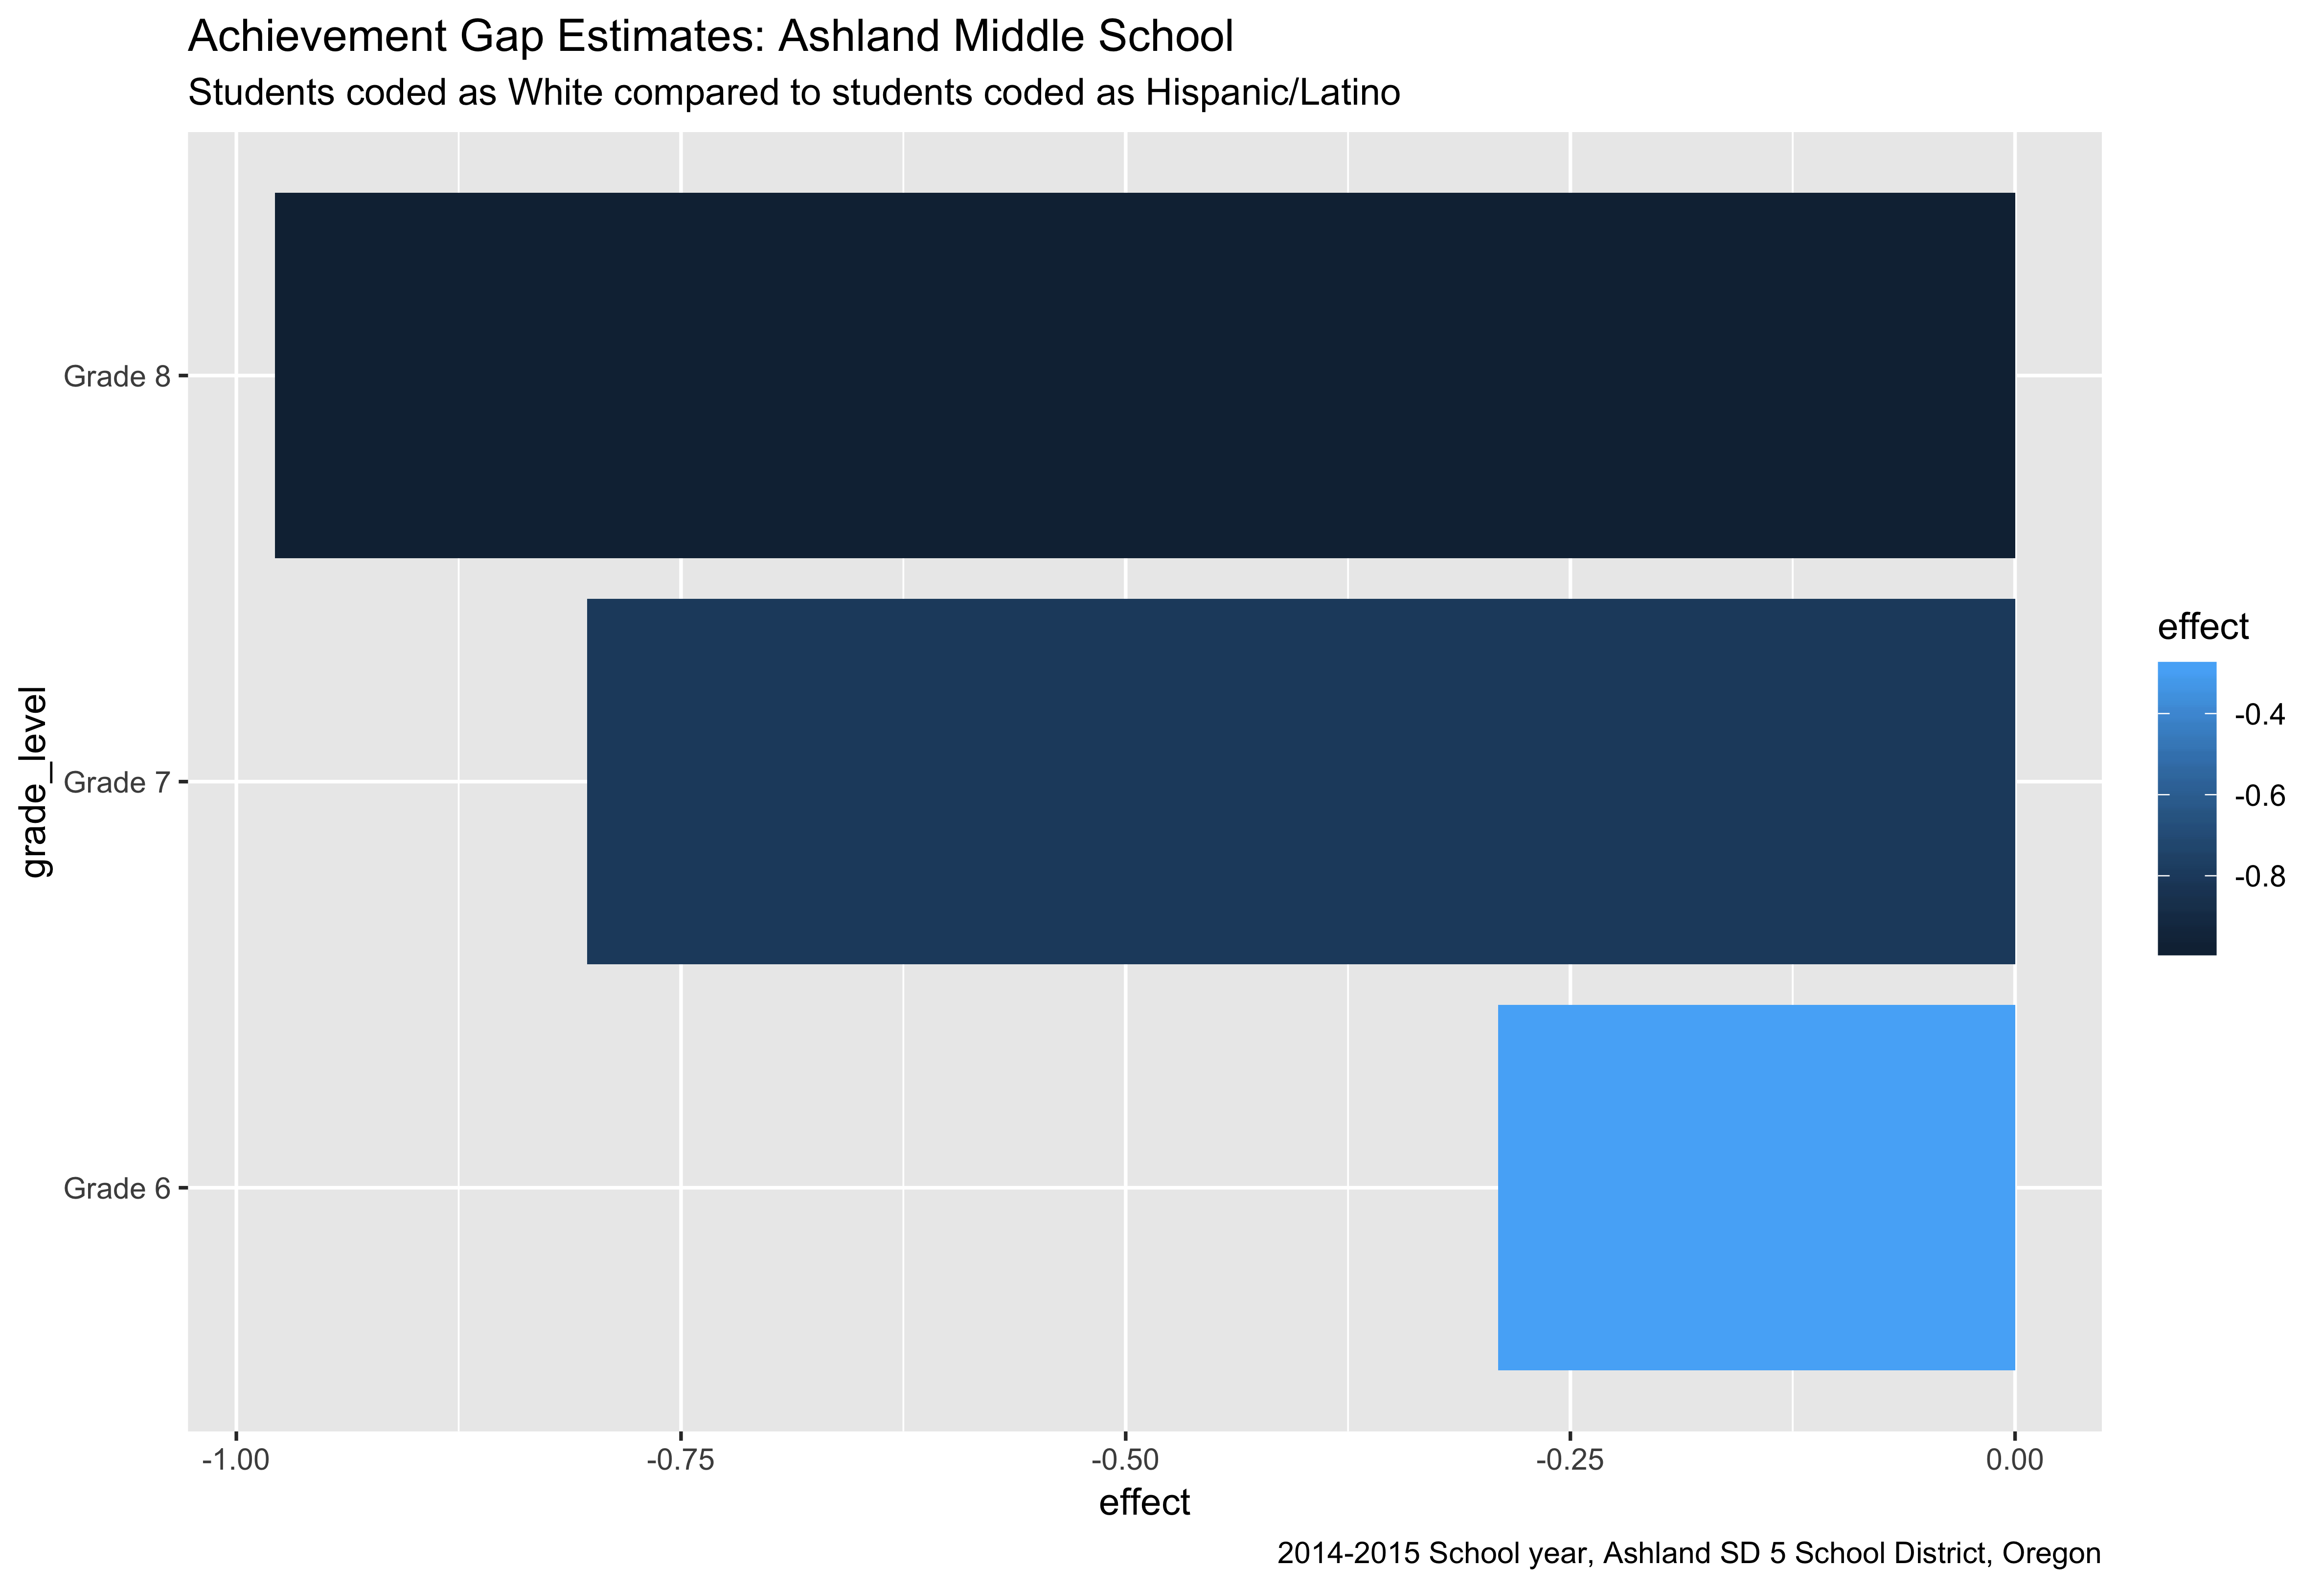 Achievement Gap Estimates: Ashland Middle School
Students coded as White compared to students coded as Hispanic/Latino
grade_level
Grade 8
Grade 7
Grade 6
-1.00
-0.75
-0.50
-0.25
0.00
effect
effect
-0.4
-0.6
-0.8
2014-2015 School year, Ashland SD 5 School District, Oregon